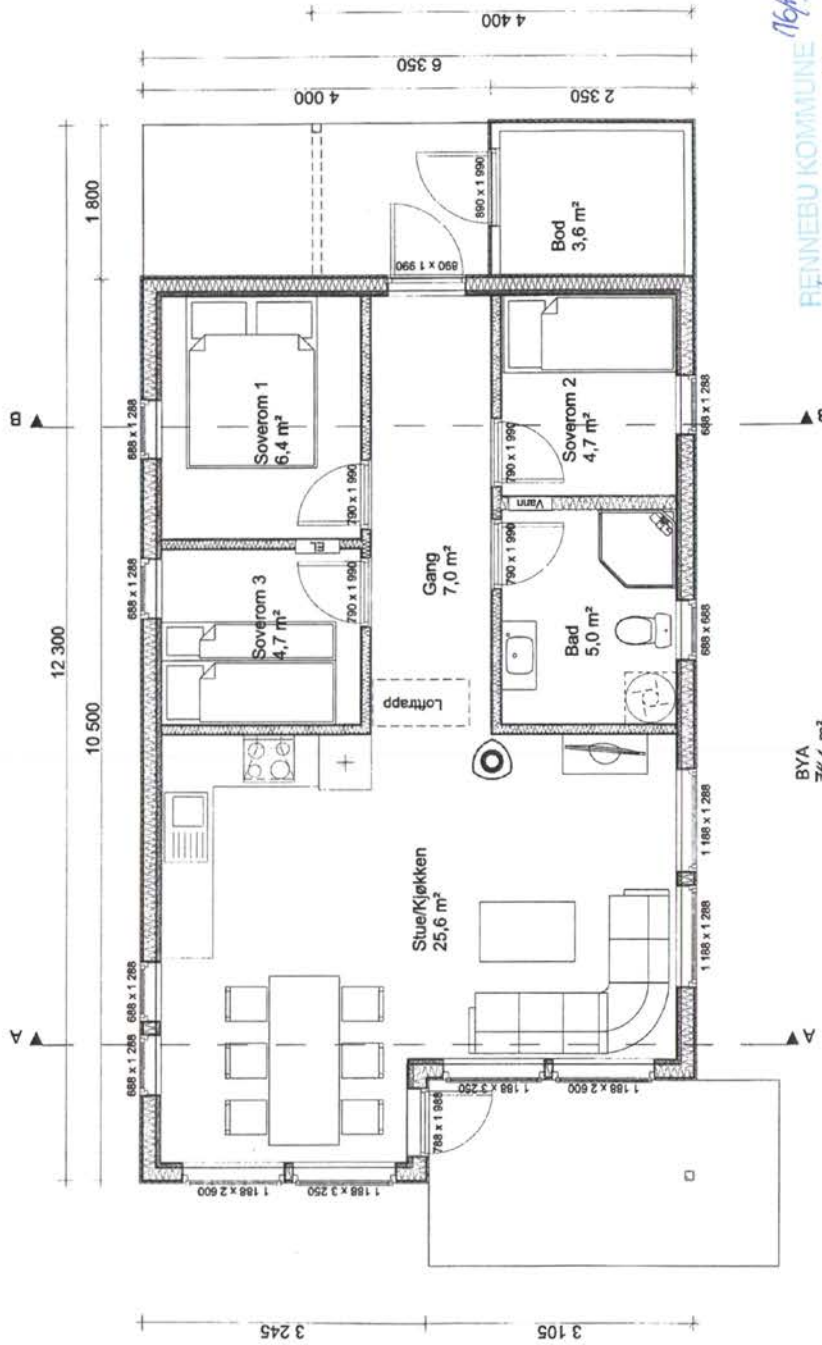 12 300
10 500
1 800
4 400
6 350
4 000
2 350
3 245
3 105
B
A
688 x 1 288
688 x 1 288
688 x 1 288
688 x 1 288
Soverom 1
6,4 m²
Soverom 3
4,7 m²
EL
790 x 1 990
790 x 1 990
890 x 1 990
890 x 1 990
Bod
3,6 m²
Gang
7,0 m²
Lofttrapp
790 x 1 990
790 x 1 990
Vann
Soverom 2
4,7 m²
Bad
5,0 m²
Stue/Kjøkken
25,6 m²
1 188 x 2 600
1 188 x 3 250
788 x 1 988
1 188 x 3 250
1 188 x 2 600
1 188 x 1 288
1 188 x 1 288
688 x 688
688 x 1 288
A
B
BYA
m²
RENNEBU KOMMUNE